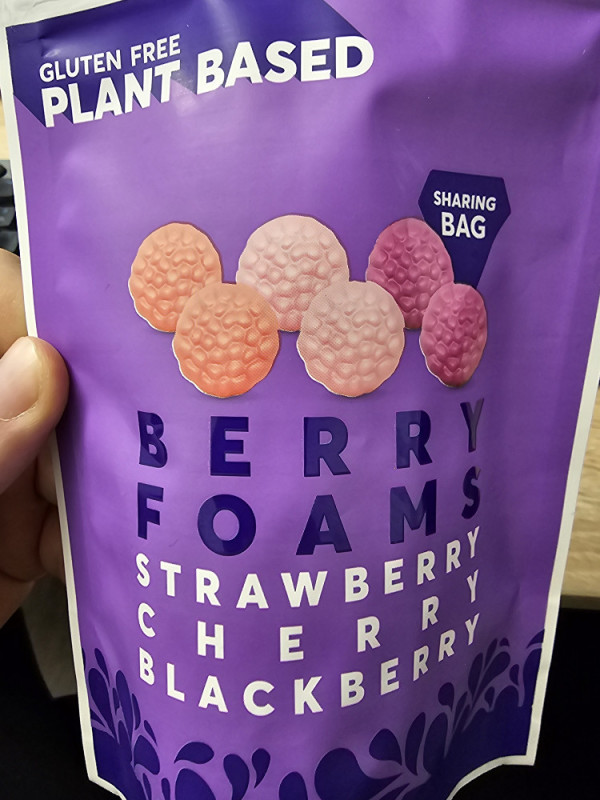 GLUTEN FREE
PLANT BASED
SHARING
BAG
BERRY
FOAMS
STRAWBERRY
CHERRY
BLACKBERRY